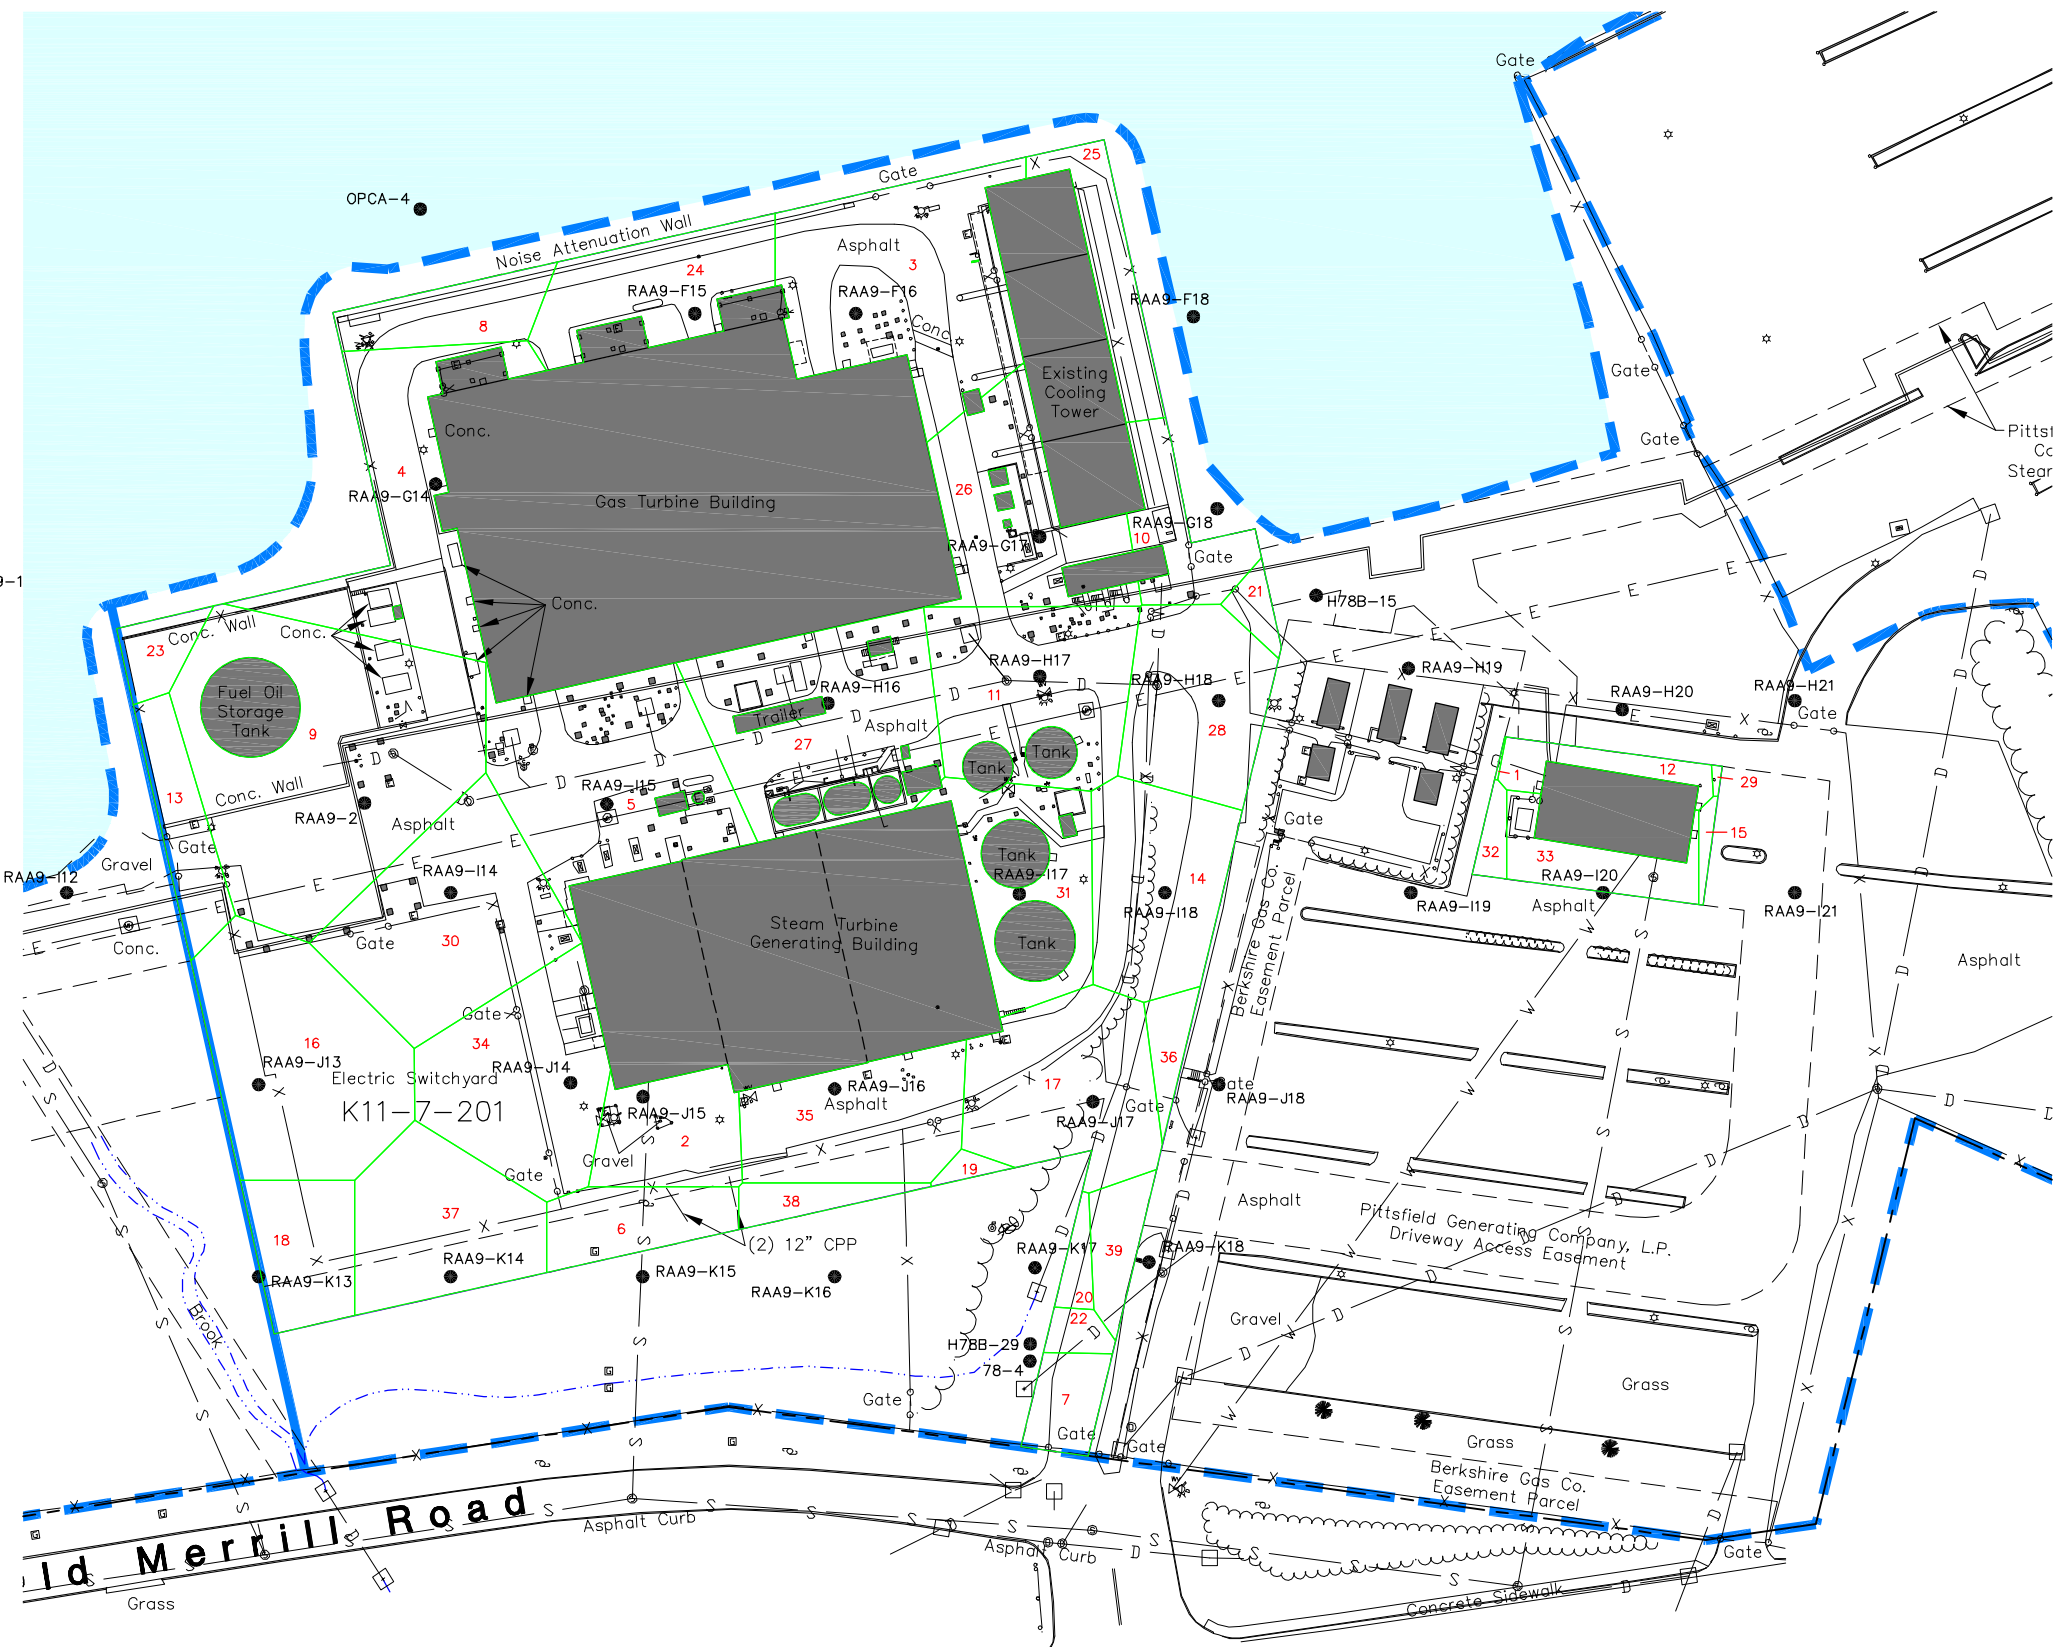 Gate
25
Gate
OPCA-4
Noise Attenuation Wall
Asphalt
3
24
RAA9-F15
RAA9-F16
RAA9-F18
8
Conc.
Gate
Existing
Cooling
Tower
Conc.
Gate
4
RAA9-G14
Gas Turbine Building
26
RAA9-G18
10
RAA9-G17
Gate
Conc.
21
H78B-15
Conc. Wall
Conc.
23
RAA9-H17
RAA9-H19
Fuel Oil
Storage
Tank
9
RAA9-H16
11
RAA9-H18
RAA9-H20
RAA9-H21
Trailer
Asphalt
Gate
28
27
Tank
Tank
1
12
29
Conc. Wall
13
RAA9-I15
5
RAA9-2
Asphalt
Gate
15
Gate
Gravel
Tank
32
33
RAA9-I12
RAA9-I14
RAA9-I17
31
14
RAA9-I18
RAA9-I19
RAA9-I20
Asphalt
RAA9-I21
Steam Turbine
Generating Building
Tank
30
Gate
Conc.
Berkshire Gas Co.
Easement Parcel
Asphalt
Gate
16
34
RAA9-J13
Electric Switchyard
RAA9-J14
K11-7-201
RAA9-J15
RAA9-J16
Asphalt
35
17
36
Gate
RAA9-J18
Gate
RAA9-J17
2
Gravel
Gate
19
37
6
38
18
(2) 12" CPP
Asphalt
Pittsfield Generating Company, L.P.
Driveway Access Easement
RAA9-K13
RAA9-K14
RAA9-K15
RAA9-K16
RAA9-K17
39
RAA9-K18
20
22
Brook
H78B-29
78-4
Gravel
Gate
7
Grass
Gate
Gate
Grass
Berkshire Gas Co.
Easement Parcel
ld Merrill Road
Asphalt Curb
Asphalt Curb
Gate
Grass
Concrete Sidewalk